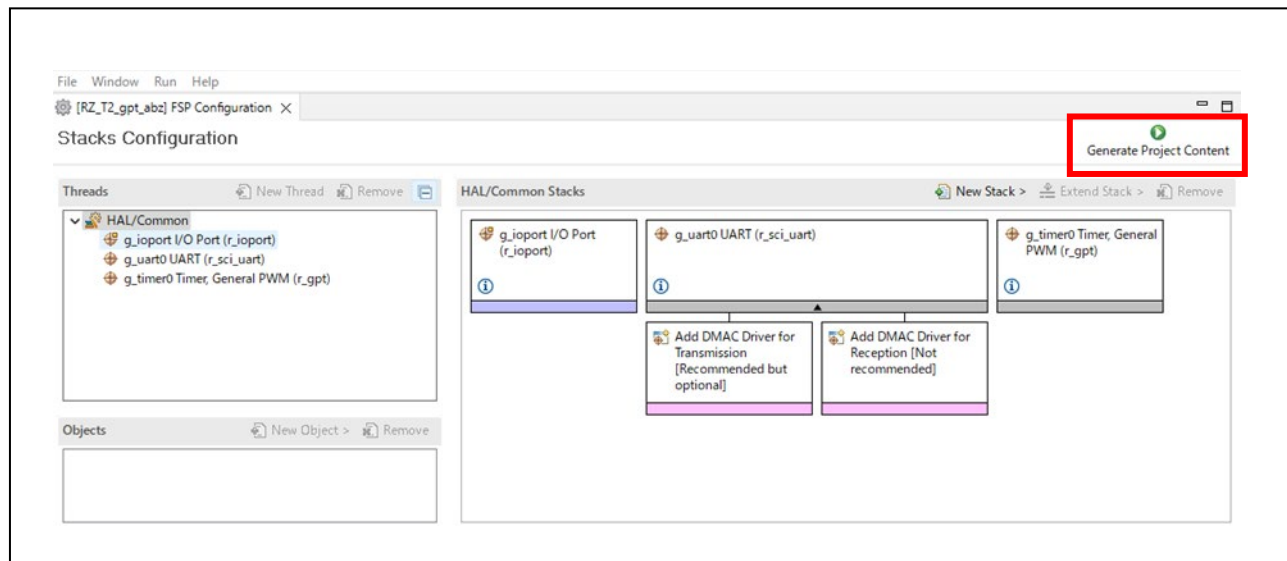 File Window Run Help
[RZ_T2_gpt_abz] FSP Configuration
Stacks Configuration
Generate Project Content
Threads
New Thread
Remove
HAL/Common
g_ioport I/O Port (r_ioport)
g_uart0 UART (r_sci_uart)
g_timer0 Timer, General PWM (r_gpt)
Objects
New Object >
Remove
HAL/Common Stacks
New Stack >
Extend Stack >
Remove
g_ioport I/O Port
(r_ioport)
g_uart0 UART (r_sci_uart)
g_timer0 Timer, General
PWM (r_gpt)
Add DMAC Driver for
Transmission
[Recommended but
optional]
Add DMAC Driver for
Reception [Not
recommended]